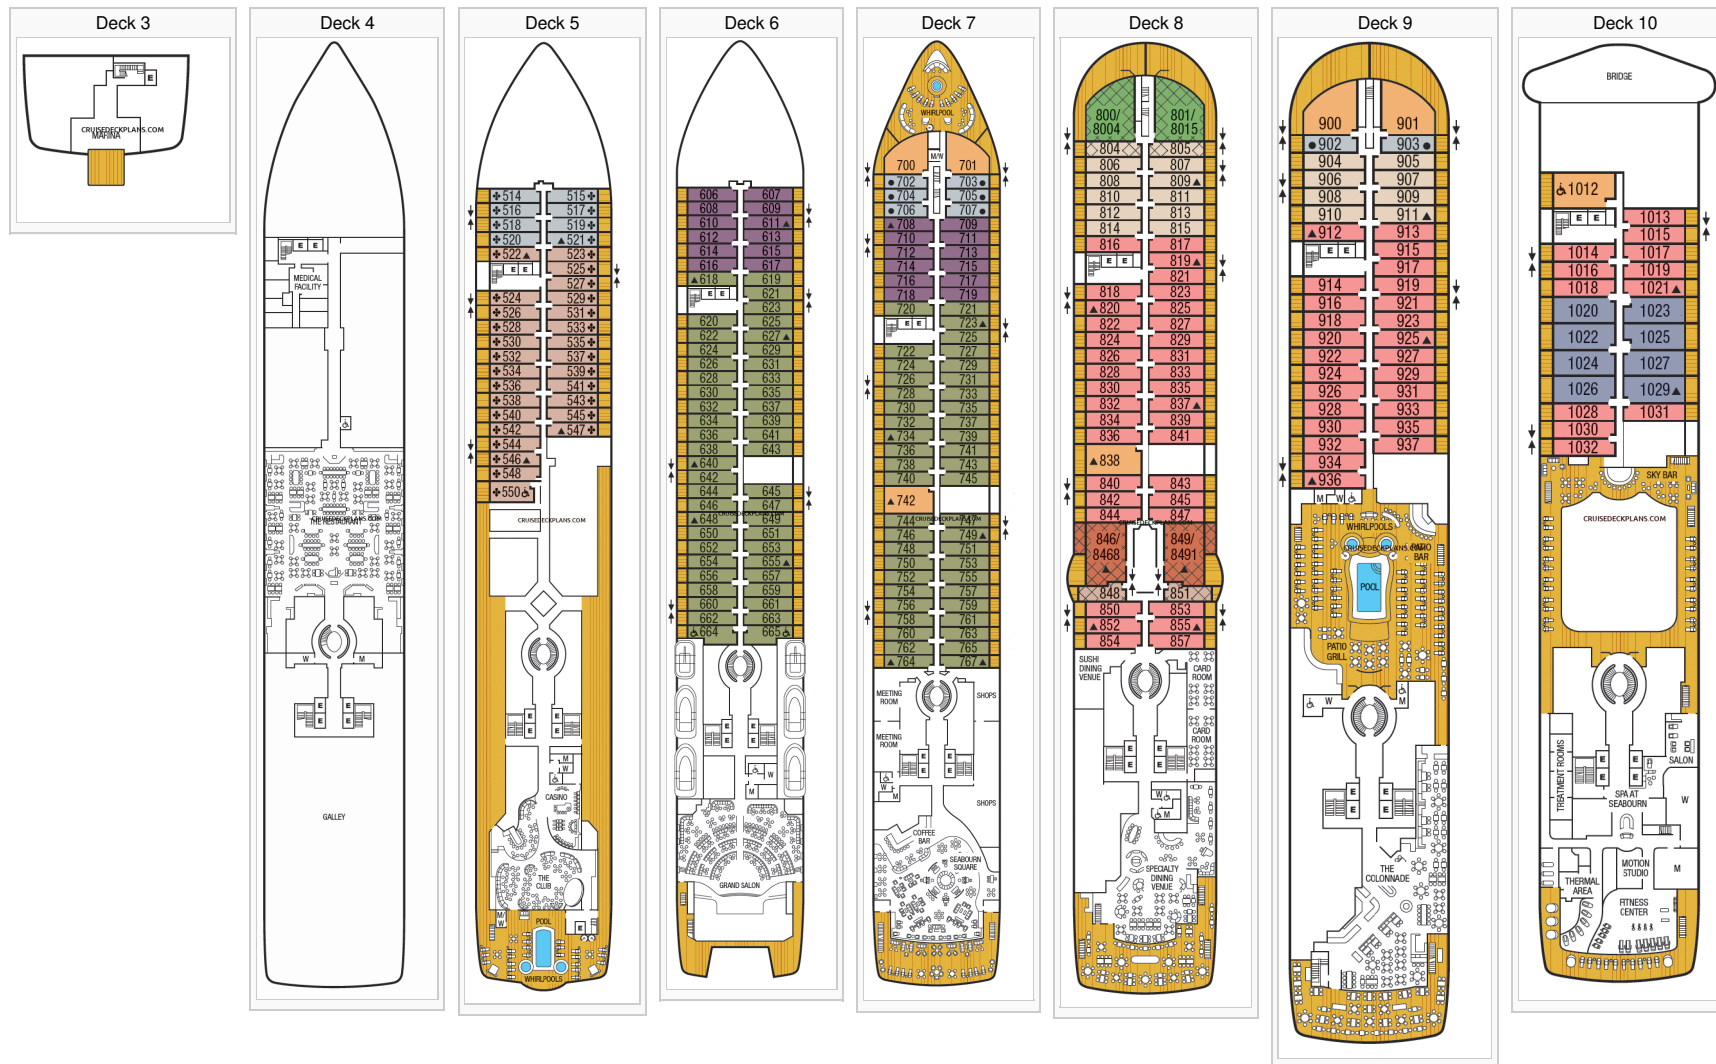 Deck 3
E
CRUISEDECKPLANS.COM
MARINA
Deck 4
E E
MEDICAL
FACILITY
CRUISEDECKPLANS.COM
THE RESTAURANT
W M
E E
E E
GALLEY
Deck 5
514 515
516 517
518 519
520 521
522 523
525
E E
527
524 529
526 531
528 533
530 535
532 537
534 539
536 541
538 543
540 545
542 547
544
546
548
550
CRUISEDECKPLANS.COM
E E
E E
M
W
CASINO
THE
CLUB
M/
W
POOL
E
WHIRLPOOLS
Deck 6
606 607
608 609
610 611
612 613
614 615
616 617
618 619
E E 621
623
620 625
622 627
624 629
626 631
628 633
630 635
632 637
634 639
636 641
638 643
640
642
644 645
646 647
CRUISEDECKPLANS.COM
648 649
650 651
652 653
654 655
656 657
658 659
660 661
662 663
664 665
E E
E E
W
M
GRAND SALON
Deck 7
WHIRLPOOL
M/W
700 701
702 703
704 705
706 707
708 709
710 711
712 713
714 715
716 717
718 719
720 721
E E 723
725
722 727
724 729
726 731
728 733
730 735
732 737
734 739
736 741
738 743
740 745
742
744 747
CRUISEDECKPLANS.COM
746 749
748 751
750 753
752 755
754 757
756 759
758 761
760 763
762 765
764 767
MEETING
ROOM
SHOPS
MEETING
ROOM
E E
E E
W
M
SHOPS
COFFEE
BAR
SEABOURN
SQUARE
Deck 8
800/
8004
801/
8015
804 805
806 807
808 809
810 811
812 813
814 815
816 817
E E 819
821
818 823
820 825
822 827
824 829
826 831
828 833
830 835
832 837
834 839
836 841
838
840 843
842 845
844 847
CRUISEDECKPLANS.COM
846/
8468
849/
8491
848 851
850 853
852 855
854 857
SUSHI
DINING
VENUE
CARD
ROOM
CARD
ROOM
E E
E E
W
M
SPECIALTY
DINING
VENUE
Deck 9
900 901
902 903
904 905
906 907
908 909
910 911
912 913
E E 915
917
914 919
916 921
918 923
920 925
922 927
924 929
926 931
928 933
930 935
932 937
934
936
M W
WHIRLPOOLS
CRUISEDECKPLANS.COM
PATIO
BAR
POOL
PATIO
GRILL
W M
E E
E E
THE
COLONNADE
Deck 10
BRIDGE
1012
E E
1013
1015
1014 1017
1016 1019
1018 1021
1020 1023
1022 1025
1024 1027
1026 1029
1028 1031
1030
1032
SKY BAR
CRUISEDECKPLANS.COM
TREATMENT ROOMS
SALON
E E
E E
SPA AT
SEABOURN
W
MOTION
STUDIO
M
THERMAL
AREA
FITNESS
CENTER